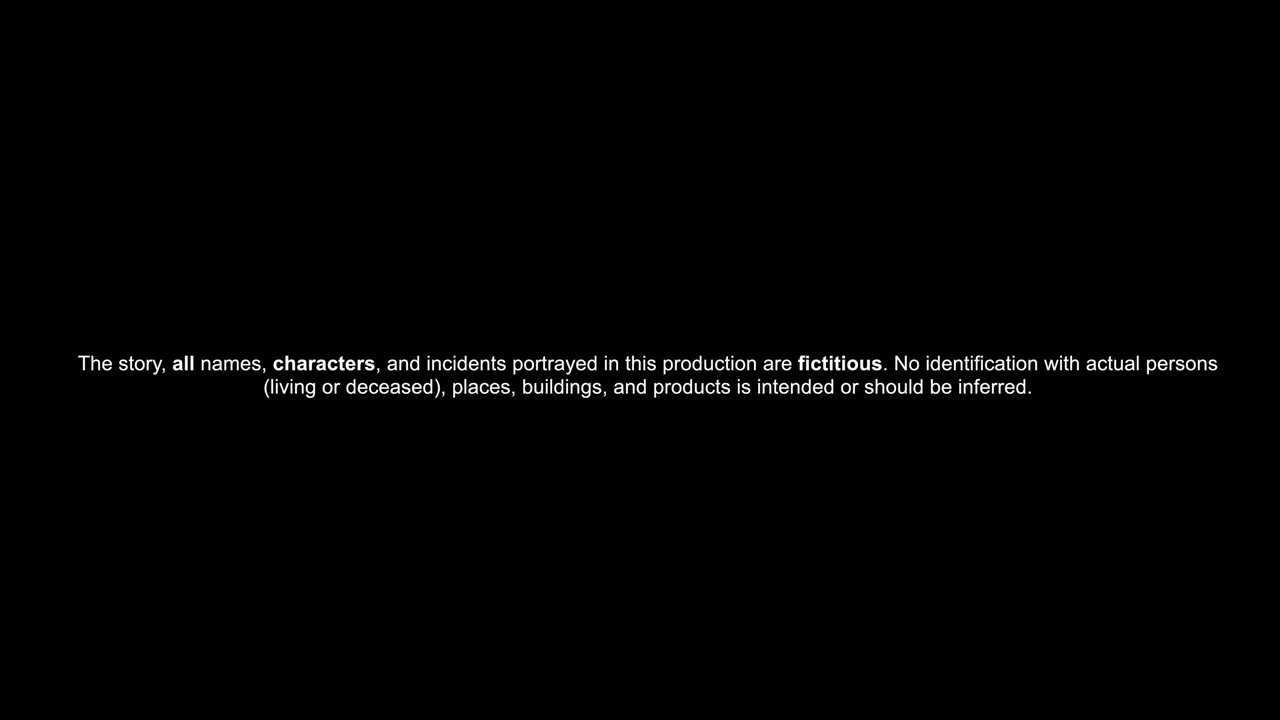 The story, all names, characters, and incidents portrayed in this production are fictitious. No identification with actual persons
(living or deceased), places, buildings, and products is intended or should be inferred.